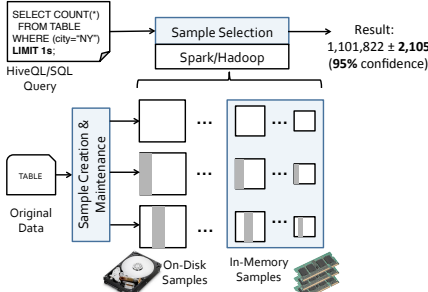 SELECT COUNT(*)
FROM TABLE
WHERE (city="NY")
LIMIT 1s;
HiveQL/SQL
Query
Sample Selection
Spark/Hadoop
Result:
1,101,822 ± 2,105
(95% confidence)
TABLE
Original
Data
Sample Creation &
Maintenance
...
...
...
...
...
...
On-Disk
Samples
In-Memory
Samples